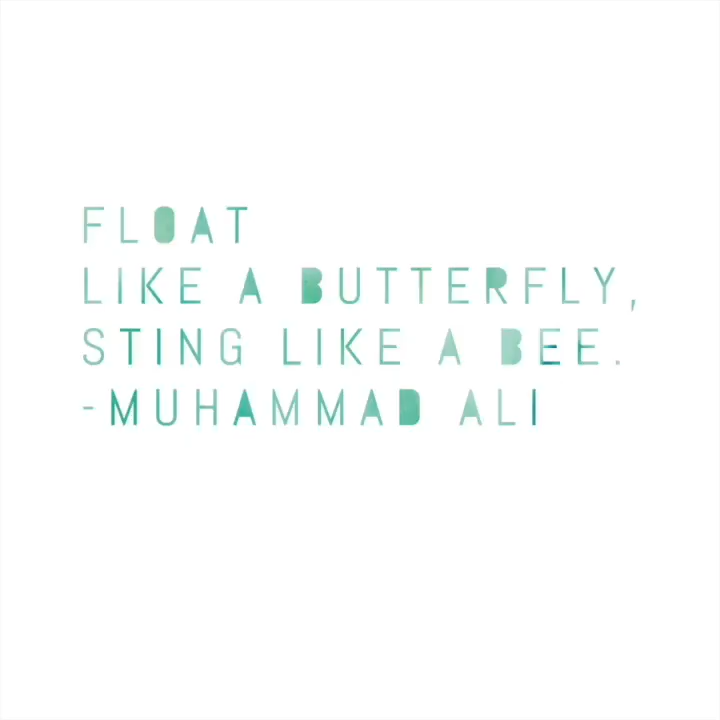 FLOAT
LIKE A BUTTERFLY,
STING LIKE A BEE.
-MUHAMMAD ALI